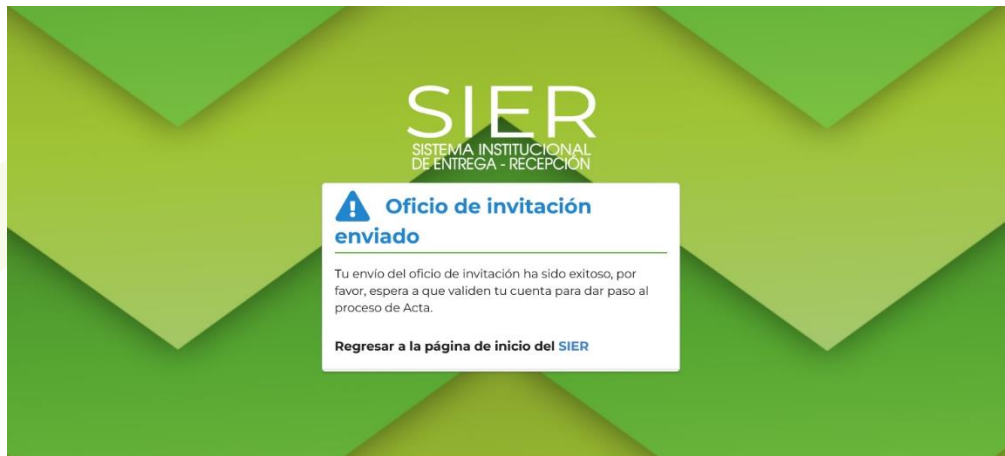 SIER
SISTEMA INSTITUCIONAL
DE ENTREGA - RECEPCIÓN
Oficio de invitación
enviado
Tu envío del oficio de invitación ha sido exitoso, por
favor, espera a que validen tu cuenta para dar paso al
proceso de Acta.
Regresar a la página de inicio del SIER